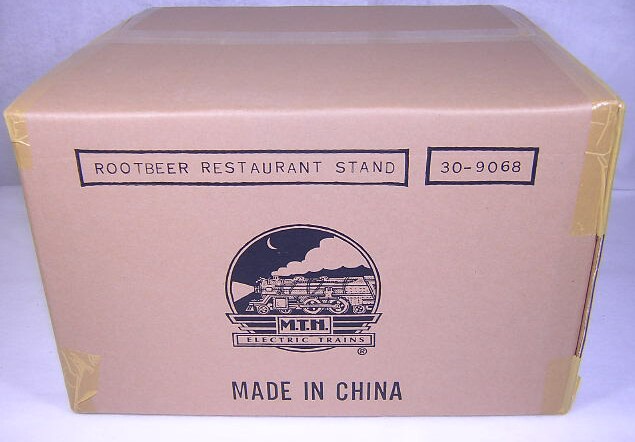 ROOTBEER RESTAURANT STAND 30-9068
M.T.H.
ELECTRIC TRAINS
®
MADE IN CHINA